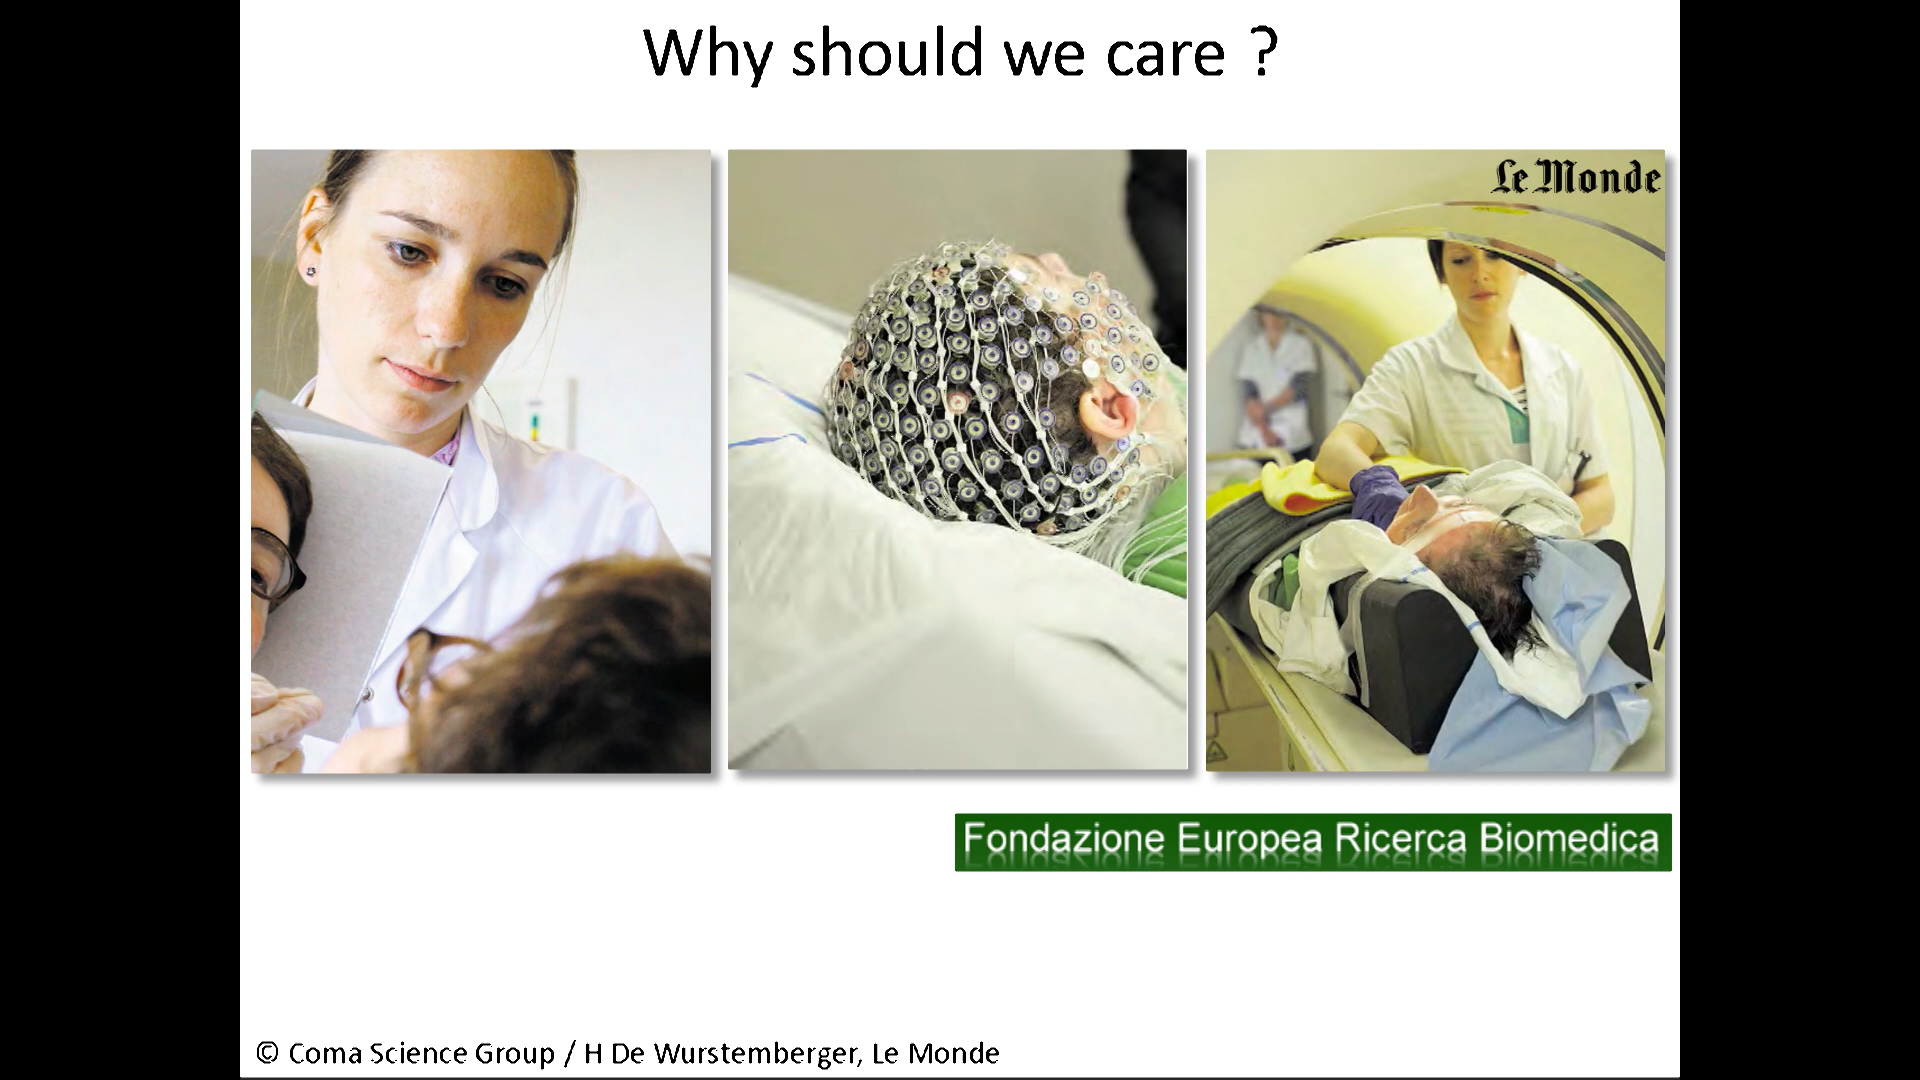 Why should we care ?
Le Monde
Fondazione Europea Ricerca Biomedica
© Coma Science Group / H De Wurstemberger, Le Monde